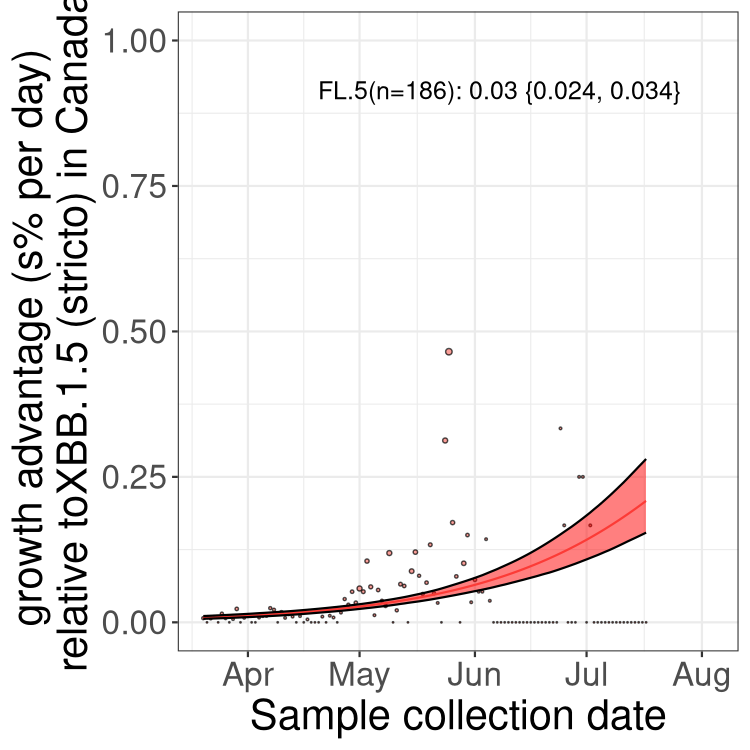 growth advantage (s% per day)
relative toXBB.1.5 (stricto) in Canada
1.00
0.75
0.50
0.25
0.00
FL.5(n=186): 0.03 {0.024, 0.034}
Apr May Jun Jul Aug
Sample collection date